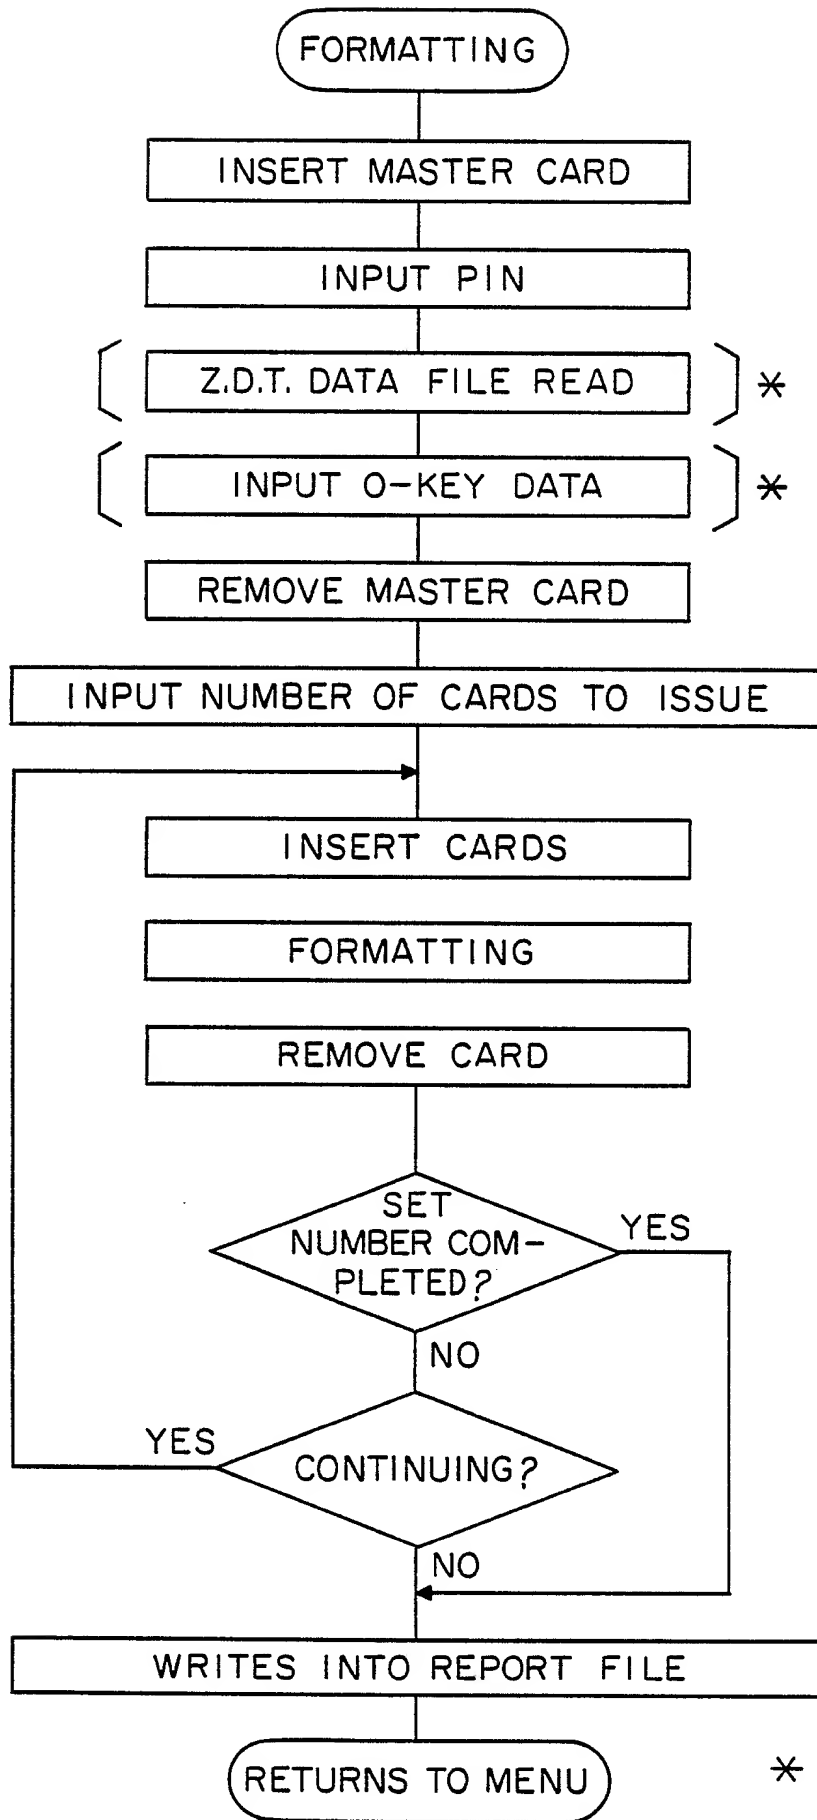 FORMATTING
INSERT MASTER CARD
INPUT PIN
Z.D.T. DATA FILE READ *
INPUT O-KEY DATA *
REMOVE MASTER CARD
INPUT NUMBER OF CARDS TO ISSUE
INSERT CARDS
FORMATTING
REMOVE CARD
SET
NUMBER COM-
PLETED?
YES
NO
YES
CONTINUING?
NO
WRITES INTO REPORT FILE
RETURNS TO MENU
*